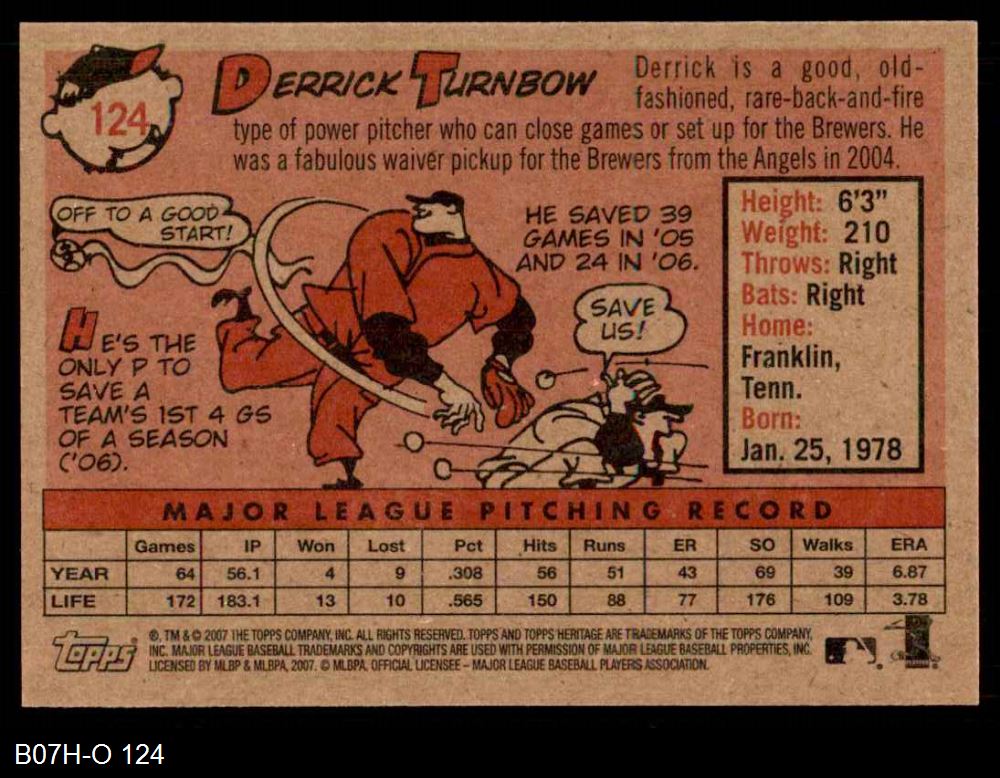 124
DERRICK TURNBOW
Derrick is a good, old-
fashioned, rare-back-and-fire
type of power pitcher who can close games or set up for the Brewers. He
was a fabulous waiver pickup for the Brewers from the Angels in 2004.
OFF TO A GOOD
START!
HE SAVED 39
GAMES IN '05
AND 24 IN '06.
SAVE
US!
HE'S THE
ONLY P TO
SAVE A
TEAM'S 1ST 4 GS
OF A SEASON
('06).
Height: 6'3"
Weight: 210
Throws: Right
Bats: Right
Home:
Franklin,
Tenn.
Born:
Jan. 25, 1978
MAJOR LEAGUE PITCHING RECORD
Games IP Won Lost Pct Hits Runs ER SO Walks ERA
YEAR 64 56.1 4 9 .308 56 51 43 69 39 6.87
LIFE 172 183.1 13 10 .565 150 88 77 176 109 3.78
Topps
®, TM & © 2007 THE TOPPS COMPANY, INC. ALL RIGHTS RESERVED. TOPPS AND TOPPS HERITAGE ARE TRADEMARKS OF THE TOPPS COMPANY,
INC. MAJOR LEAGUE BASEBALL TRADEMARKS AND COPYRIGHTS ARE USED WITH PERMISSION OF MAJOR LEAGUE BASEBALL PROPERTIES, INC.
LICENSED BY MLBP & MLBPA, 2007. © MLBPA, OFFICIAL LICENSEE – MAJOR LEAGUE BASEBALL PLAYERS ASSOCIATION.
B07H-O 124